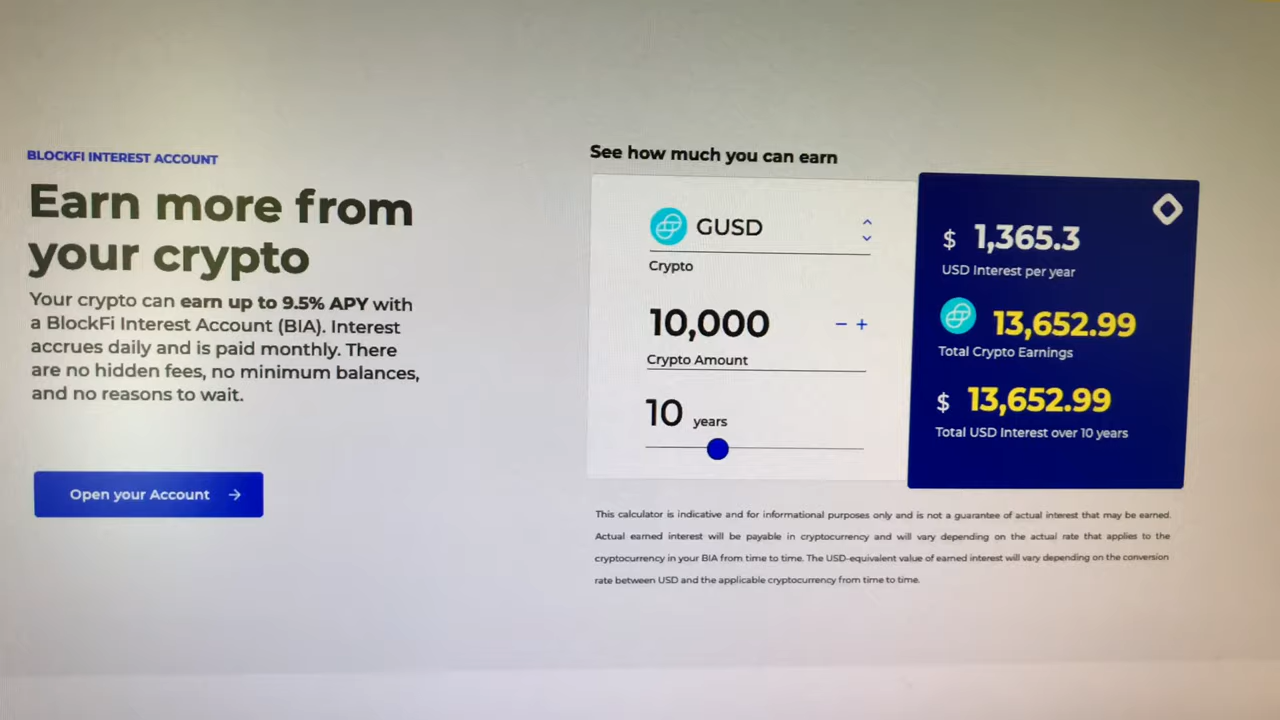 BLOCKFI INTEREST ACCOUNT
Earn more from
your crypto
Your crypto can earn up to 9.5% APY with
a BlockFi Interest Account (BIA). Interest
accrues daily and is paid monthly. There
are no hidden fees, no minimum balances,
and no reasons to wait.
Open your Account →
See how much you can earn
GUSD
Crypto
10,000 − +
Crypto Amount
10 years
$ 1,365.3
USD Interest per year
13,652.99
Total Crypto Earnings
$ 13,652.99
Total USD Interest over 10 years
This calculator is indicative and for informational purposes only and is not a guarantee of actual interest that may be earned.
Actual earned interest will be payable in cryptocurrency and will vary depending on the actual rate that applies to the
cryptocurrency in your BIA from time to time. The USD-equivalent value of earned interest will vary depending on the conversion
rate between USD and the applicable cryptocurrency from time to time.